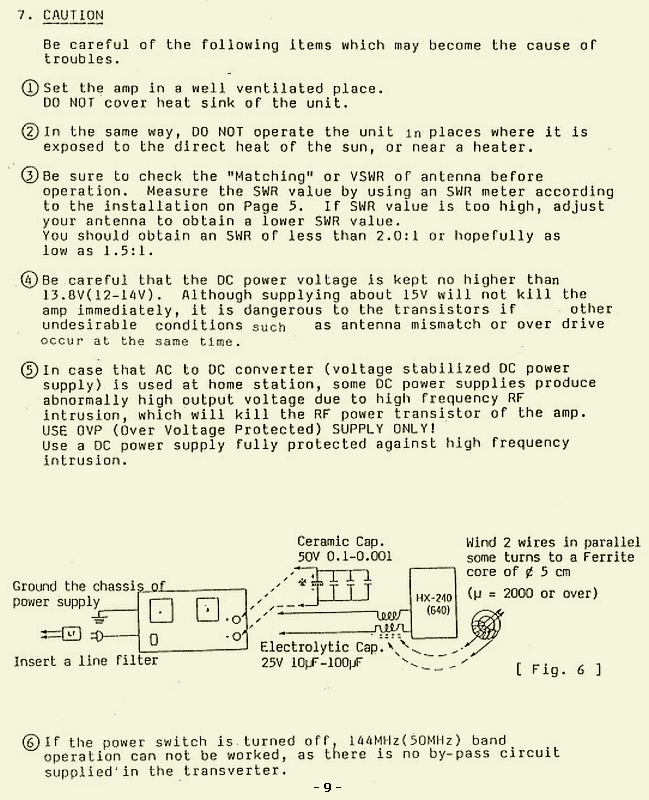 7. CAUTION
Be careful of the following items which may become the cause of
troubles.
① Set the amp in a well ventilated place.
DO NOT cover heat sink of the unit.
② In the same way, DO NOT operate the unit in places where it is
exposed to the direct heat of the sun, or near a heater.
③ Be sure to check the "Matching" or VSWR of antenna before
operation. Measure the SWR value by using an SWR meter according
to the installation on Page 5. If SWR value is too high, adjust
your antenna to obtain a lower SWR value.
You should obtain an SWR of less than 2.0:1 or hopefully as
low as 1.5:1.
④ Be careful that the DC power voltage is kept no higher than
13.8V(12-14V). Although supplying about 15V will not kill the
amp immediately, it is dangerous to the transistors if other
undesirable conditions such as antenna mismatch or over drive
occur at the same time.
⑤ In case that AC to DC converter (voltage stabilized DC power
supply) is used at home station, some DC power supplies produce
abnormally high output voltage due to high frequency RF
intrusion, which will kill the RF power transistor of the amp.
USE OVP (Over Voltage Protected) SUPPLY ONLY!
Use a DC power supply fully protected against high frequency
intrusion.
Ceramic Cap.
50V 0.1-0.001
Wind 2 wires in parallel
some turns to a Ferrite
core of ¢ 5 cm
(μ = 2000 or over)
Ground the chassis of
power supply
HX-240
(640)
Insert a line filter
Electrolytic Cap.
25V 10μF-100μF
[ Fig. 6 ]
⑥ If the power switch is turned off, 144MHz(50MHz) band
operation can not be worked, as there is no by-pass circuit
supplied in the transverter.
- 9 -